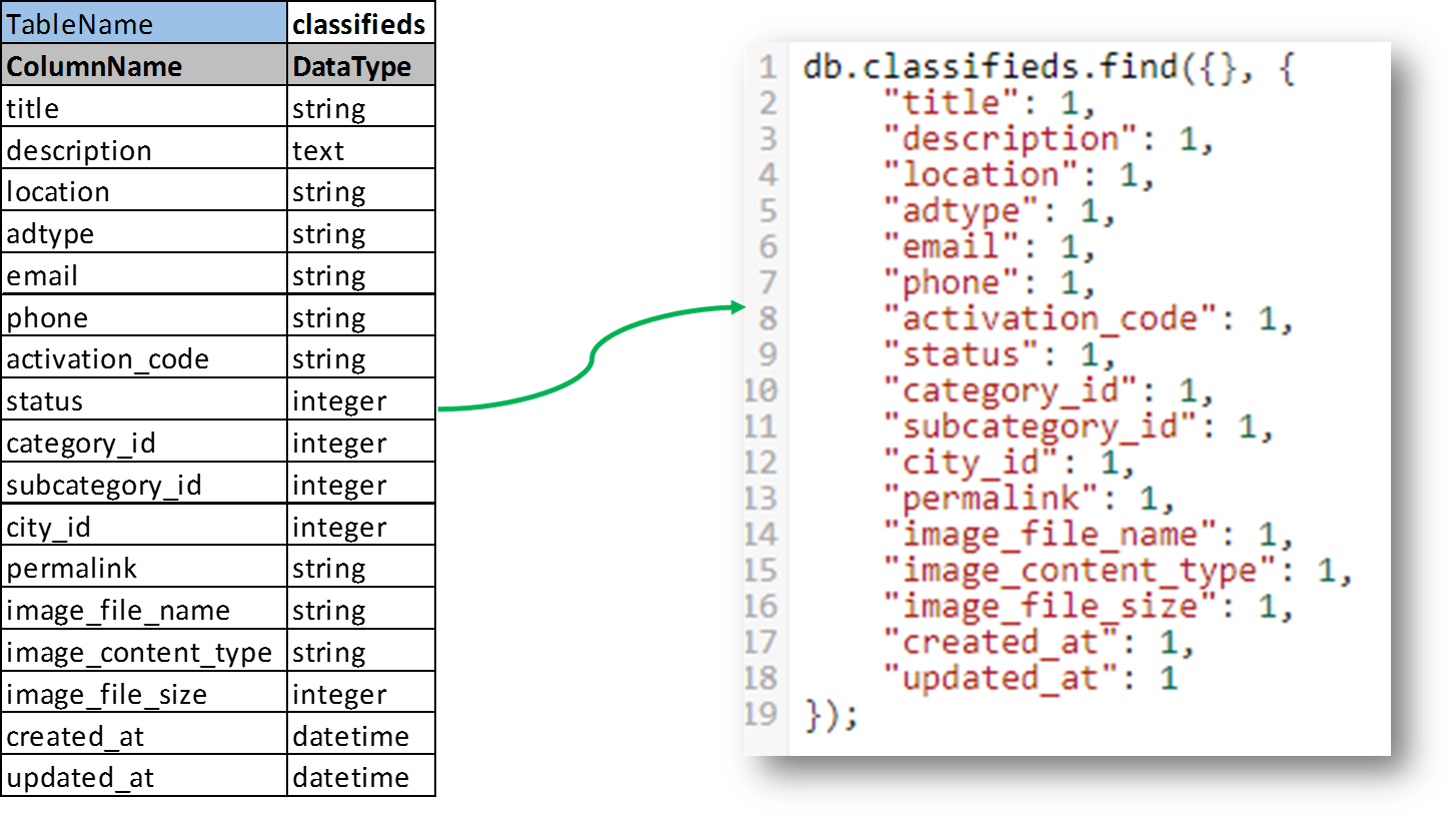 TableName classifieds
ColumnName DataType
title string
description text
location string
adtype string
email string
phone string
activation_code string
status integer
category_id integer
subcategory_id integer
city_id integer
permalink string
image_file_name string
image_content_type string
image_file_size integer
created_at datetime
updated_at datetime
1 db.classifieds.find({}, {
2 "title": 1,
3 "description": 1,
4 "location": 1,
5 "adtype": 1,
6 "email": 1,
7 "phone": 1,
8 "activation_code": 1,
9 "status": 1,
10 "category_id": 1,
11 "subcategory_id": 1,
12 "city_id": 1,
13 "permalink": 1,
14 "image_file_name": 1,
15 "image_content_type": 1,
16 "image_file_size": 1,
17 "created_at": 1,
18 "updated_at": 1
19 });